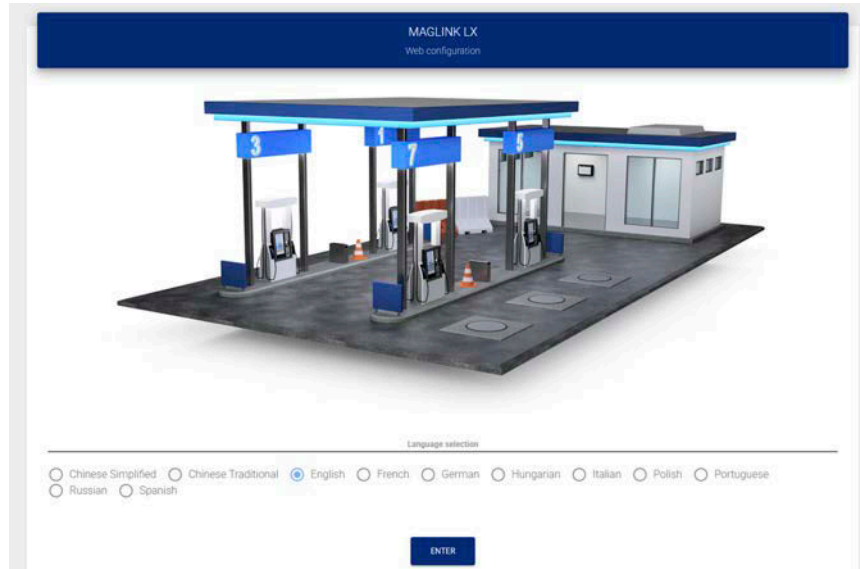 MAGLINK LX
Web configuration
3
1
7
5
Language selection
Chinese Simplified Chinese Traditional English French German Hungarian Italian Polish Portuguese
Russian Spanish
ENTER